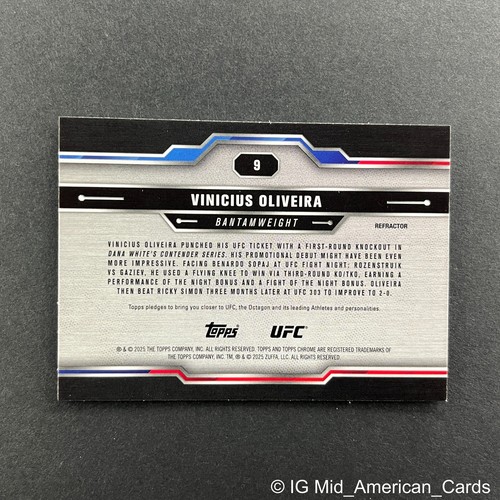 9
VINICIUS OLIVEIRA
BANTAMWEIGHT
REFRACTOR
VINICIUS OLIVEIRA PUNCHED HIS UFC TICKET WITH A FIRST-ROUND KNOCKOUT IN
DANA WHITE'S CONTENDER SERIES. HIS PROMOTIONAL DEBUT MIGHT HAVE BEEN EVEN
MORE IMPRESSIVE. FACING BENARDO SOPAJ AT UFC FIGHT NIGHT: ROZENSTRUIK
VS GAZIEV, HE USED A FLYING KNEE TO WIN VIA THIRD-ROUND KO/TKO, EARNING A
PERFORMANCE OF THE NIGHT BONUS AND A FIGHT OF THE NIGHT BONUS. OLIVEIRA
THEN BEAT RICKY SIMON THREE MONTHS LATER AT UFC 303 TO IMPROVE TO 2-0.
Topps pledges to bring you closer to UFC, the Octagon and its leading Athletes and personalities.
topps UFC
® & © 2025 THE TOPPS COMPANY, INC. ALL RIGHTS RESERVED. TOPPS AND TOPPS CHROME ARE REGISTERED TRADEMARKS OF
THE TOPPS COMPANY, INC. TM, ® & © 2025 ZUFFA, LLC. ALL RIGHTS RESERVED.
© IG Mid_American_Cards